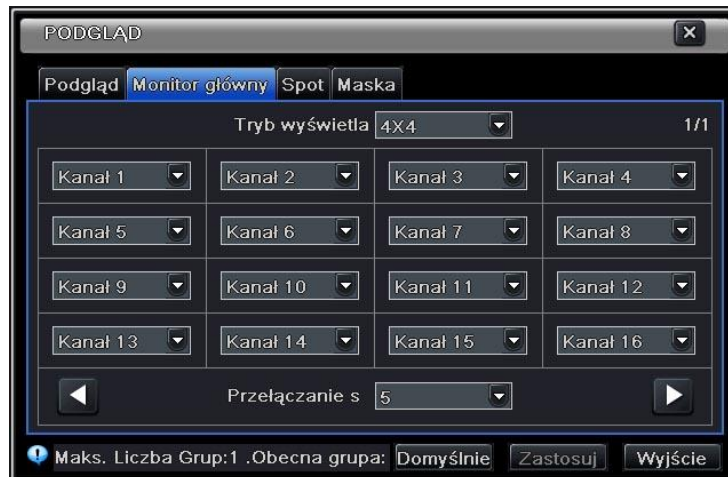 PODGLĄD
Podgląd Monitor główny Spot Maska
Tryb wyświetla 4X4 1/1
Kanał 1 Kanał 2 Kanał 3 Kanał 4
Kanał 5 Kanał 6 Kanał 7 Kanał 8
Kanał 9 Kanał 10 Kanał 11 Kanał 12
Kanał 13 Kanał 14 Kanał 15 Kanał 16
Przełączanie s 5
Maks. Liczba Grup:1 .Obecna grupa: Domyślnie Zastosuj Wyjście